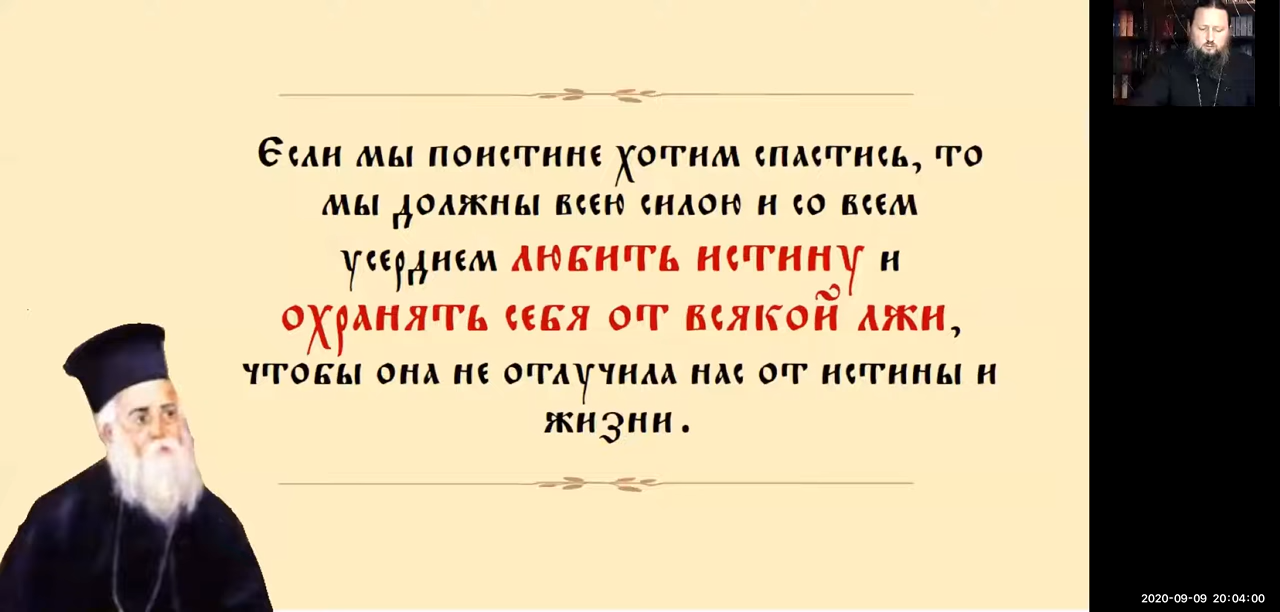 Если мы поистине хотим спастись, то
мы должны всею силою и со всем
усердием любить истину и
охранять себя от всякой лжи,
чтобы она не отлучила нас от истины и
жизни.
2020-09-09 20:04:00